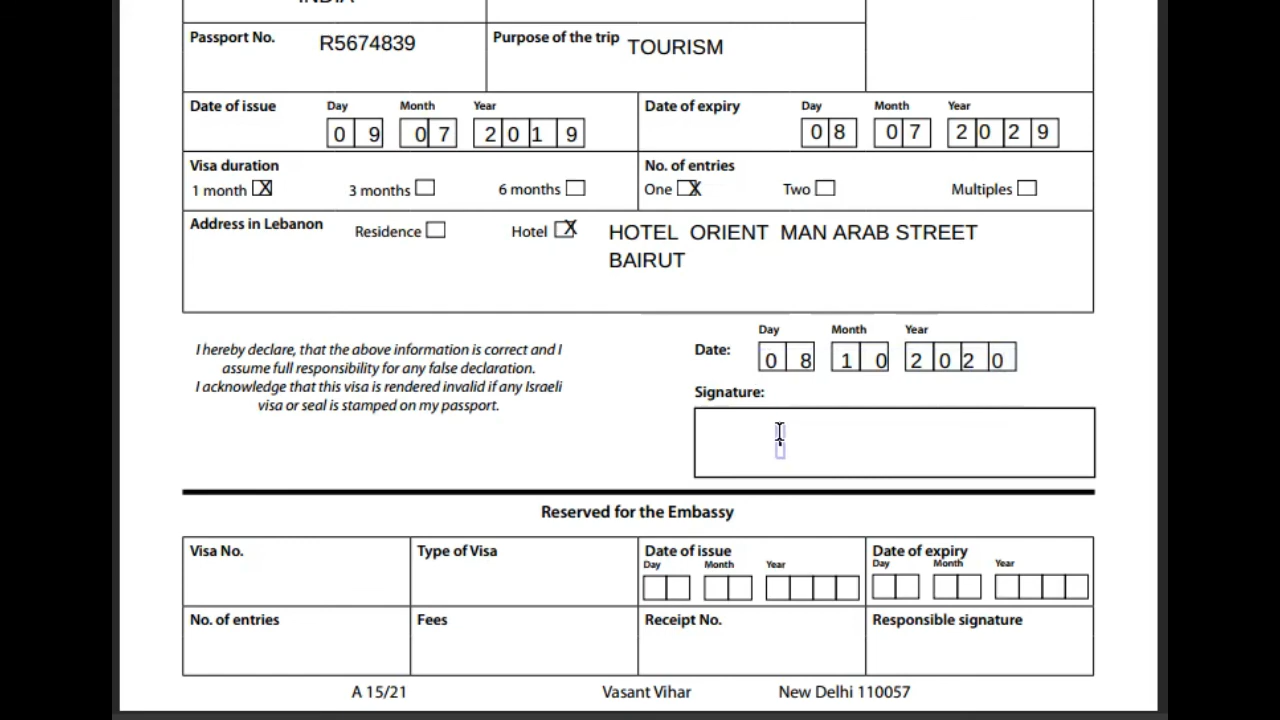 INDIA
Passport No. R5674839 Purpose of the trip TOURISM
Date of issue Day Month Year Date of expiry Day Month Year
0 9 0 7 2 0 1 9 0 8 0 7 2 0 2 9
Visa duration No. of entries
1 month X 3 months 6 months One X Two Multiples
Address in Lebanon Residence Hotel X HOTEL ORIENT MAN ARAB STREET
BAIRUT
Day Month Year
I hereby declare, that the above information is correct and I
assume full responsibility for any false declaration.
I acknowledge that this visa is rendered invalid if any Israeli
visa or seal is stamped on my passport.
Date: 0 8 1 0 2 0 2 0
Signature:
Reserved for the Embassy
Visa No. Type of Visa Date of issue Date of expiry
Day Month Year Day Month Year
No. of entries Fees Receipt No. Responsible signature
A 15/21 Vasant Vihar New Delhi 110057